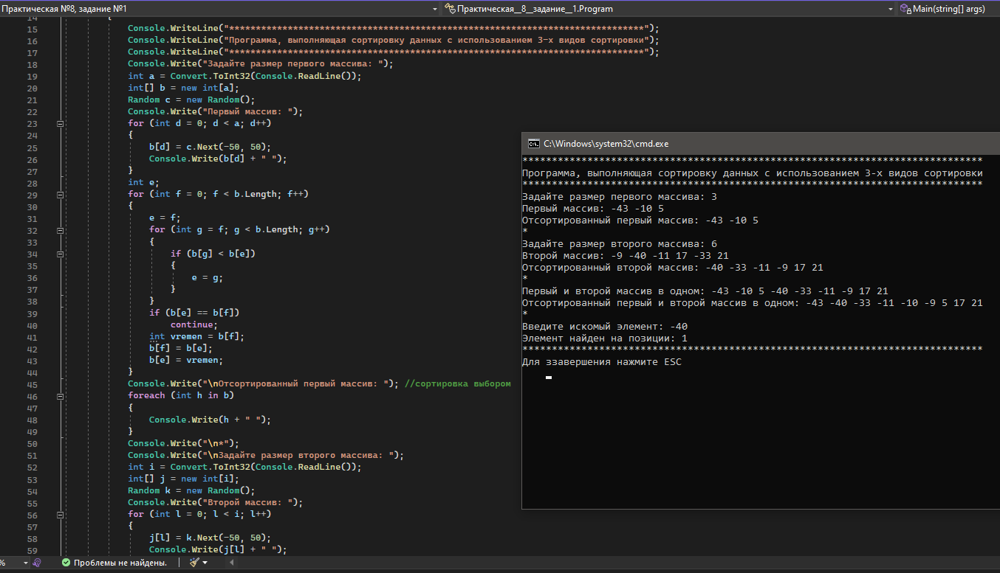 Практическая №8, задание №1
Практическая__8__задание__1.Program
Main(string[] args)
14 {
15 Console.WriteLine("******************************************************************************");
16 Console.WriteLine("Программа, выполняющая сортировку данных с использованием 3-х видов сортировки");
17 Console.WriteLine("******************************************************************************");
18 Console.Write("Задайте размер первого массива: ");
19 int a = Convert.ToInt32(Console.ReadLine());
20 int[] b = new int[a];
21 Random c = new Random();
22 Console.Write("Первый массив: ");
23 for (int d = 0; d < a; d++)
24 {
25 b[d] = c.Next(-50, 50);
26 Console.Write(b[d] + " ");
27 }
28 int e;
29 for (int f = 0; f < b.Length; f++)
30 {
31 e = f;
32 for (int g = f; g < b.Length; g++)
33 {
34 if (b[g] < b[e])
35 {
36 e = g;
37 }
38 }
39 if (b[e] == b[f])
40 continue;
41 int vremen = b[f];
42 b[f] = b[e];
43 b[e] = vremen;
44 }
45 Console.Write("\nОтсортированный первый массив: "); //сортировка выбором
46 foreach (int h in b)
47 {
48 Console.Write(h + " ");
49 }
50 Console.Write("\n*");
51 Console.Write("\nЗадайте размер второго массива: ");
52 int i = Convert.ToInt32(Console.ReadLine());
53 int[] j = new int[i];
54 Random k = new Random();
55 Console.Write("Второй массив: ");
56 for (int l = 0; l < i; l++)
57 {
58 j[l] = k.Next(-50, 50);
59 Console.Write(j[l] + " ");
C:\Windows\system32\cmd.exe
******************************************************************************
Программа, выполняющая сортировку данных с использованием 3-х видов сортировки
******************************************************************************
Задайте размер первого массива: 3
Первый массив: -43 -10 5
Отсортированный первый массив: -43 -10 5
*
Задайте размер второго массива: 6
Второй массив: -9 -40 -11 17 -33 21
Отсортированный второй массив: -40 -33 -11 -9 17 21
*
Первый и второй массив в одном: -43 -10 5 -40 -33 -11 -9 17 21
Отсортированный первый и второй массив в одном: -43 -40 -33 -11 -10 -9 5 17 21
*
Введите искомый элемент: -40
Элемент найден на позиции: 1
******************************************************************************
Для ззавершения нажмите ESC
% Проблемы не найдены.